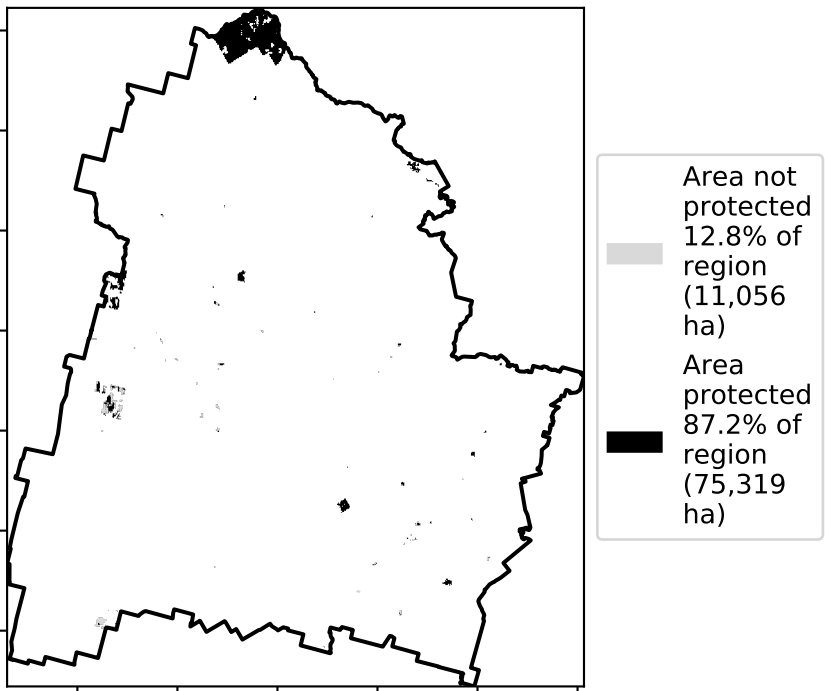 Area not
protected
12.8% of
region
(11,056
ha)
Area
protected
87.2% of
region
(75,319
ha)